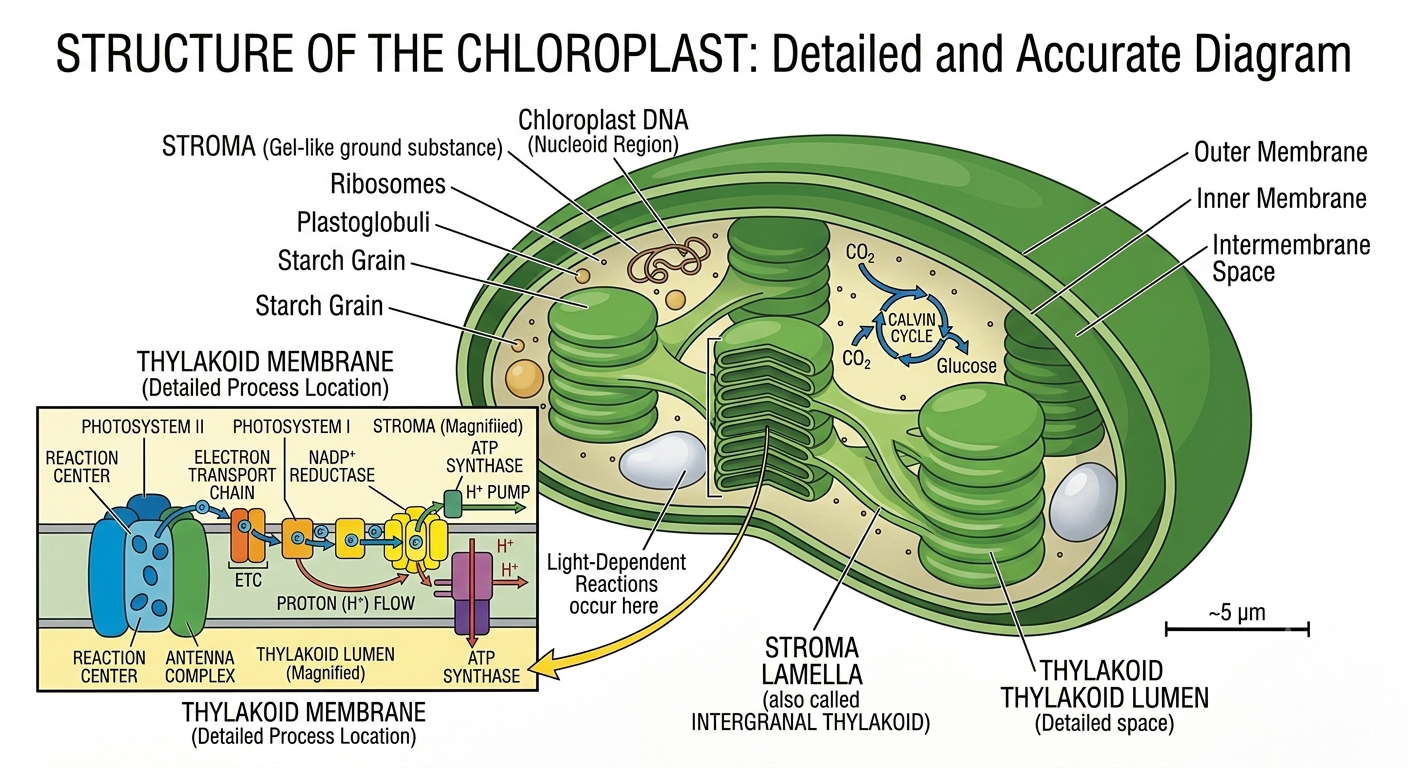 STRUCTURE OF THE CHLOROPLAST: Detailed and Accurate Diagram
Chloroplast DNA
(Nucleoid Region)
STROMA (Gel-like ground substance)
Ribosomes
Plastoglobuli
Starch Grain
Starch Grain
Outer Membrane
Inner Membrane
Intermembrane
Space
CO₂
CALVIN
CYCLE
CO₂
Glucose
THYLAKOID MEMBRANE
(Detailed Process Location)
PHOTOSYSTEM II
PHOTOSYSTEM I
STROMA (Magnifiied)
REACTION
CENTER
ELECTRON
TRANSPORT
CHAIN
NADP⁺
REDUCTASE
ATP
SYNTHASE
H⁺ PUMP
e
e
e
e
e
e
e
H⁺
H⁺
ETC
PROTON (H⁺) FLOW
REACTION
CENTER
ANTENNA
COMPLEX
THYLAKOID LUMEN
(Magnified)
ATP
SYNTHASE
THYLAKOID MEMBRANE
(Detailed Process Location)
Light-Dependent
Reactions
occur here
STROMA
LAMELLA
(also called
INTERGRANAL THYLAKOID)
THYLAKOID
THYLAKOID LUMEN
(Detailed space)
~5 µm